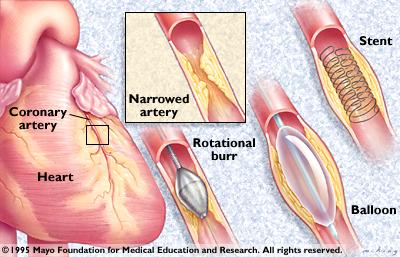 Coronary
artery
Heart
Narrowed
artery
Rotational
burr
Stent
Balloon
©1995 Mayo Foundation for Medical Education and Research. All rights reserved.